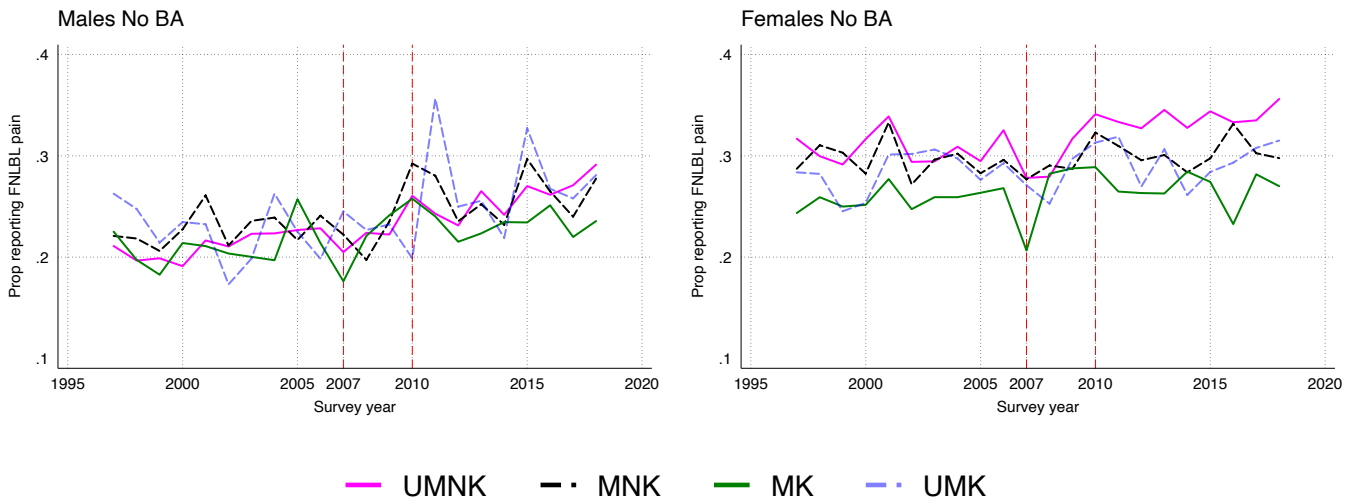 Males No BA
Prop reporting FNLBL pain
.4
.3
.2
.1
1995 2000 2005 2007 2010 2015 2020
Survey year
Females No BA
Prop reporting FNLBL pain
.4
.3
.2
.1
1995 2000 2005 2007 2010 2015 2020
Survey year
UMNK MNK MK UMK